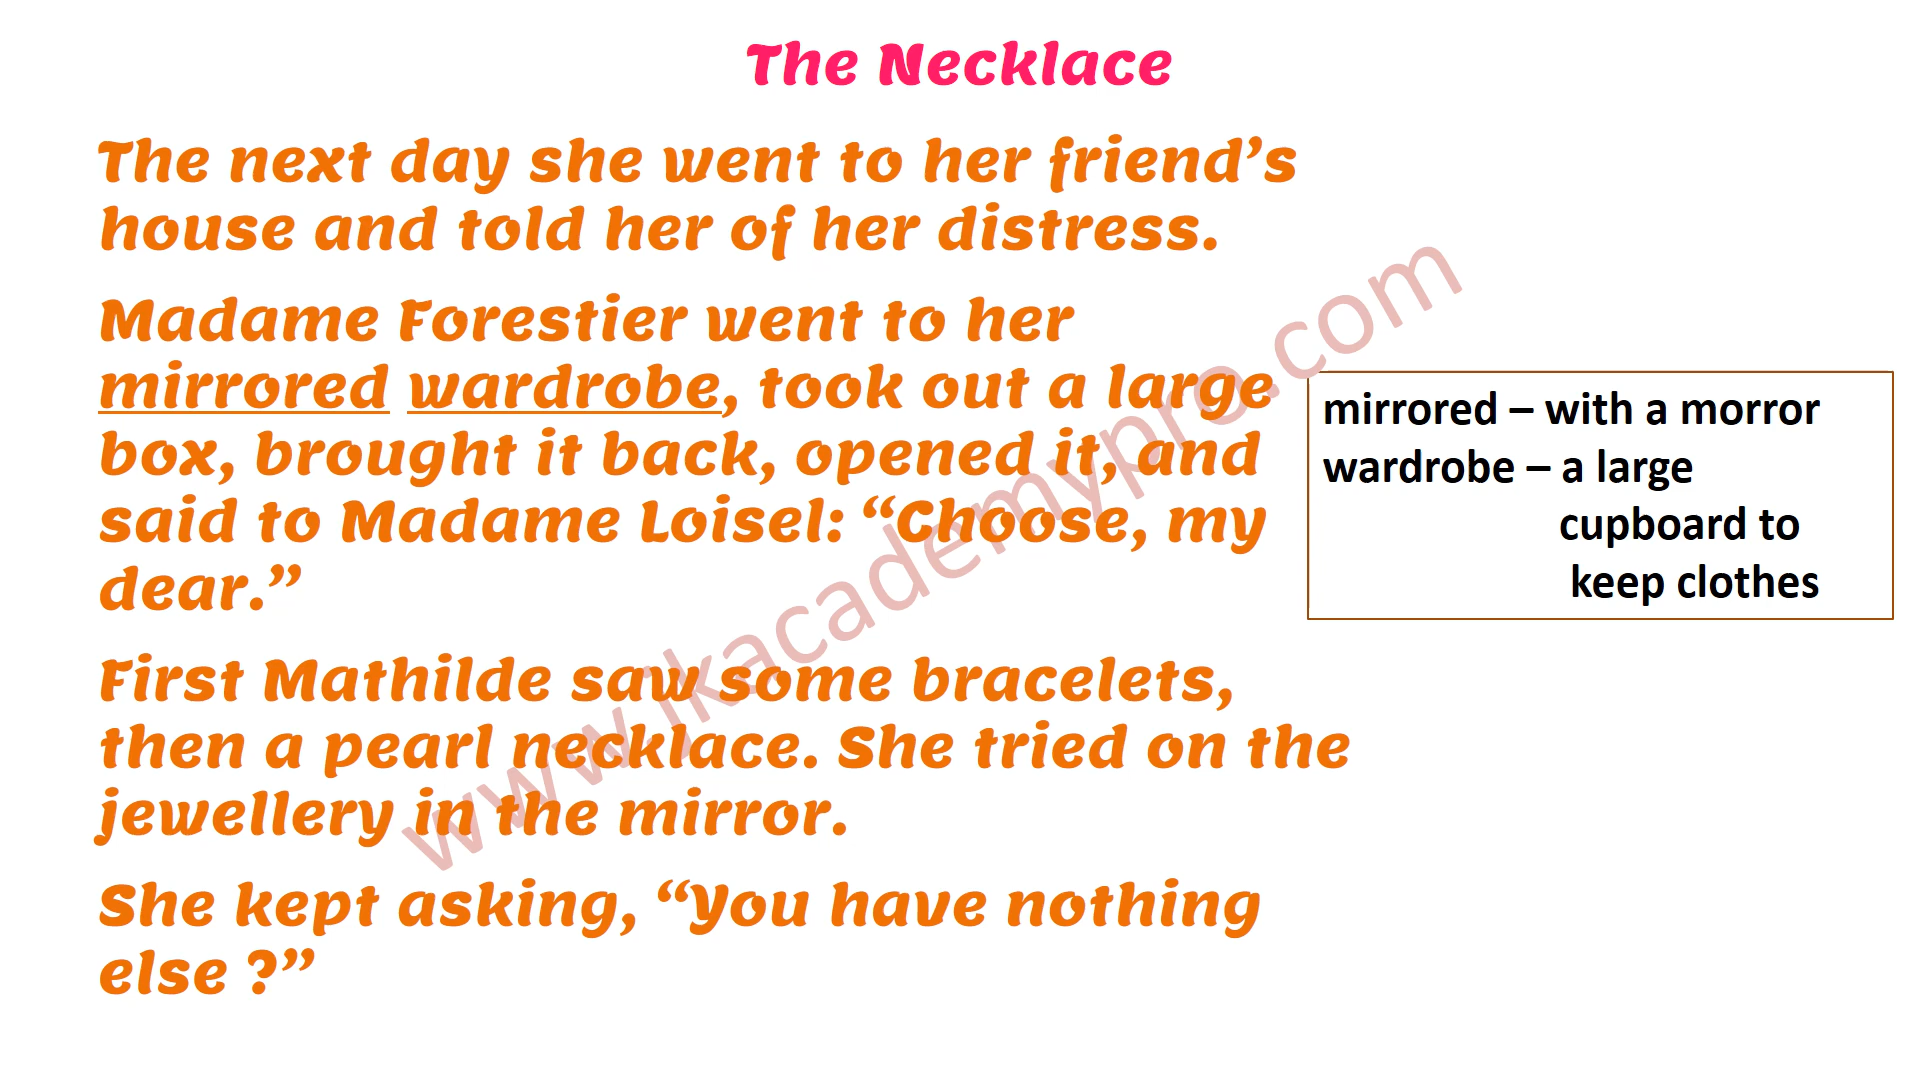 The Necklace
The next day she went to her friend’s
house and told her of her distress.
Madame Forestier went to her
mirrored wardrobe, took out a large
box, brought it back, opened it, and
said to Madame Loisel: “Choose, my
dear.”
mirrored – with a morror
wardrobe – a large
cupboard to
keep clothes
First Mathilde saw some bracelets,
then a pearl necklace. She tried on the
jewellery in the mirror.
She kept asking, “You have nothing
else ?”
www.jkacademypro.com